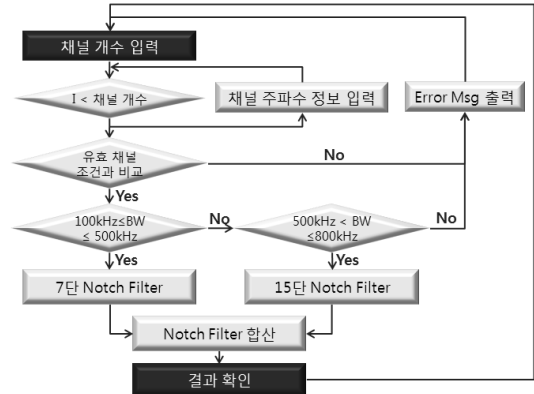 채널 개수 입력
I < 채널 개수
채널 주파수 정보 입력
Error Msg 출력
유효 채널
조건과 비교
No
Yes
100kHz≤BW
≤ 500kHz
No
500kHz < BW
≤800kHz
No
Yes
Yes
7단 Notch Filter
15단 Notch Filter
Notch Filter 합산
결과 확인